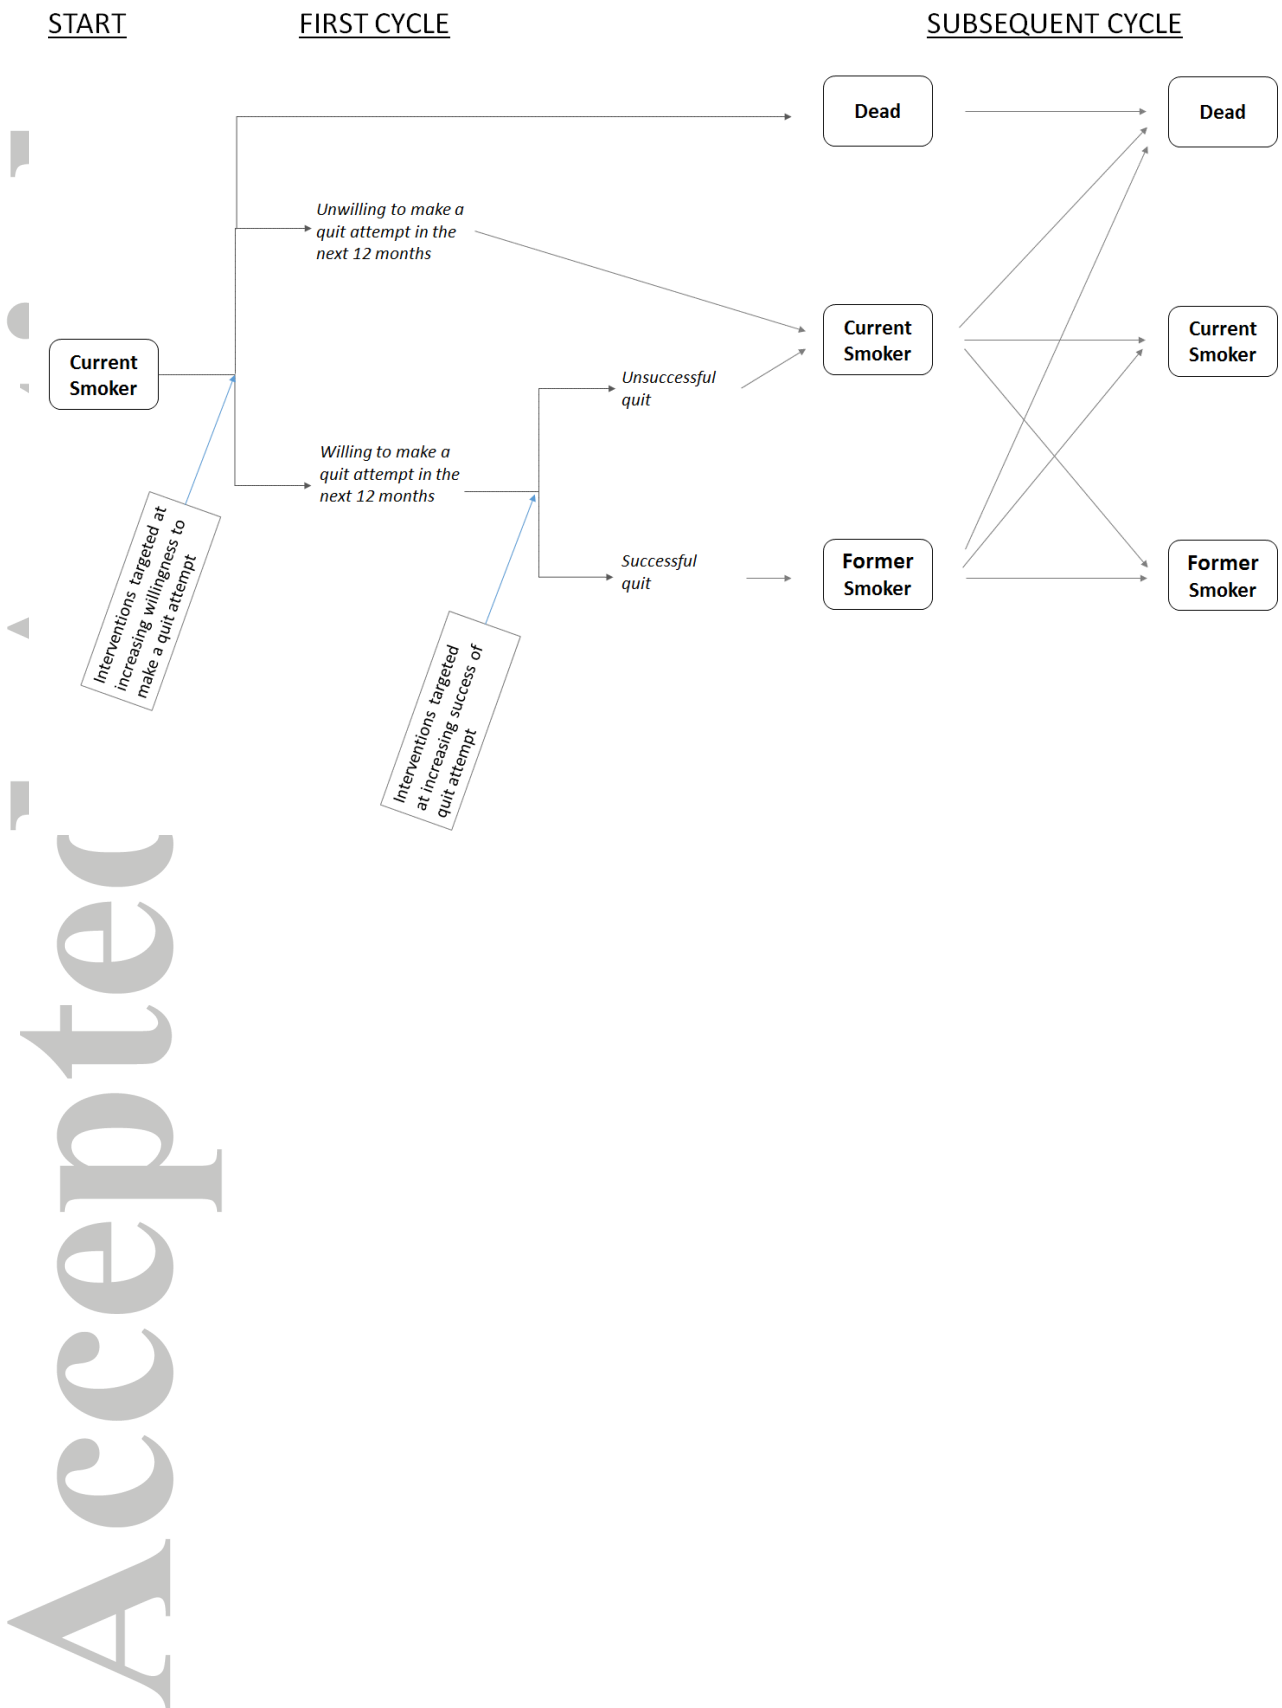 START
FIRST CYCLE
SUBSEQUENT CYCLE
Dead
Dead
Unwilling to make a
quit attempt in the
next 12 months
Current
Smoker
Current
Smoker
Current
Smoker
Unsuccessful
quit
Willing to make a
quit attempt in the
next 12 months
Successful
quit
Former
Smoker
Former
Smoker
Interventions targeted at
increasing willingness to
make a quit attempt
Interventions targeted
at increasing success of
quit attempt
Accepted